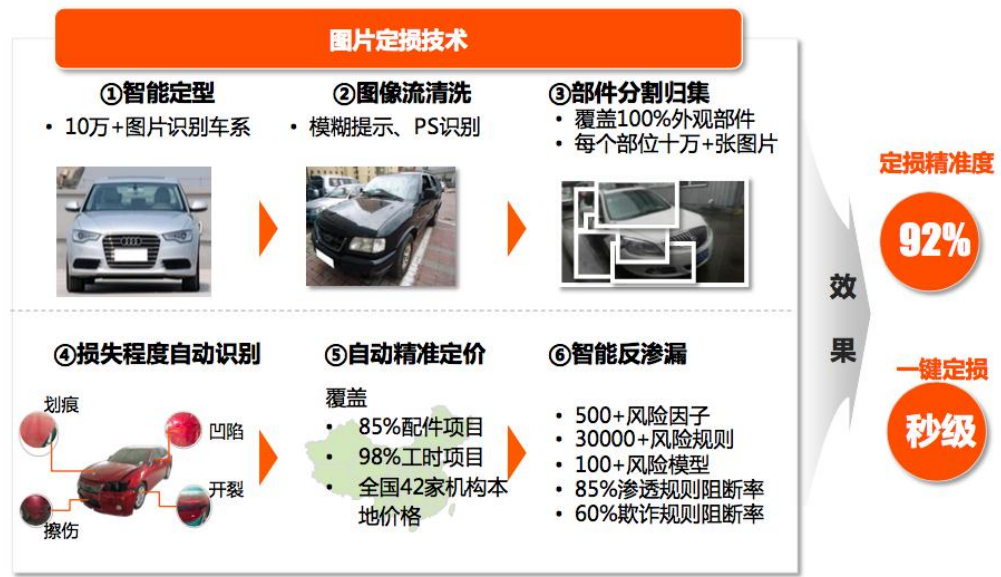 图片定损技术
①智能定型
• 10万+图片识别车系
②图像流清洗
• 模糊提示、PS识别
③部件分割归集
• 覆盖100%外观部件
• 每个部位十万+张图片
④损失程度自动识别
划痕
凹陷
开裂
擦伤
⑤自动精准定价
覆盖
• 85%配件项目
• 98%工时项目
• 全国42家机构本
地价格
⑥智能反渗漏
• 500+风险因子
• 30000+风险规则
• 100+风险模型
• 85%渗透规则阻断率
• 60%欺诈规则阻断率
效
果
定损精准度
92%
一键定损
秒级